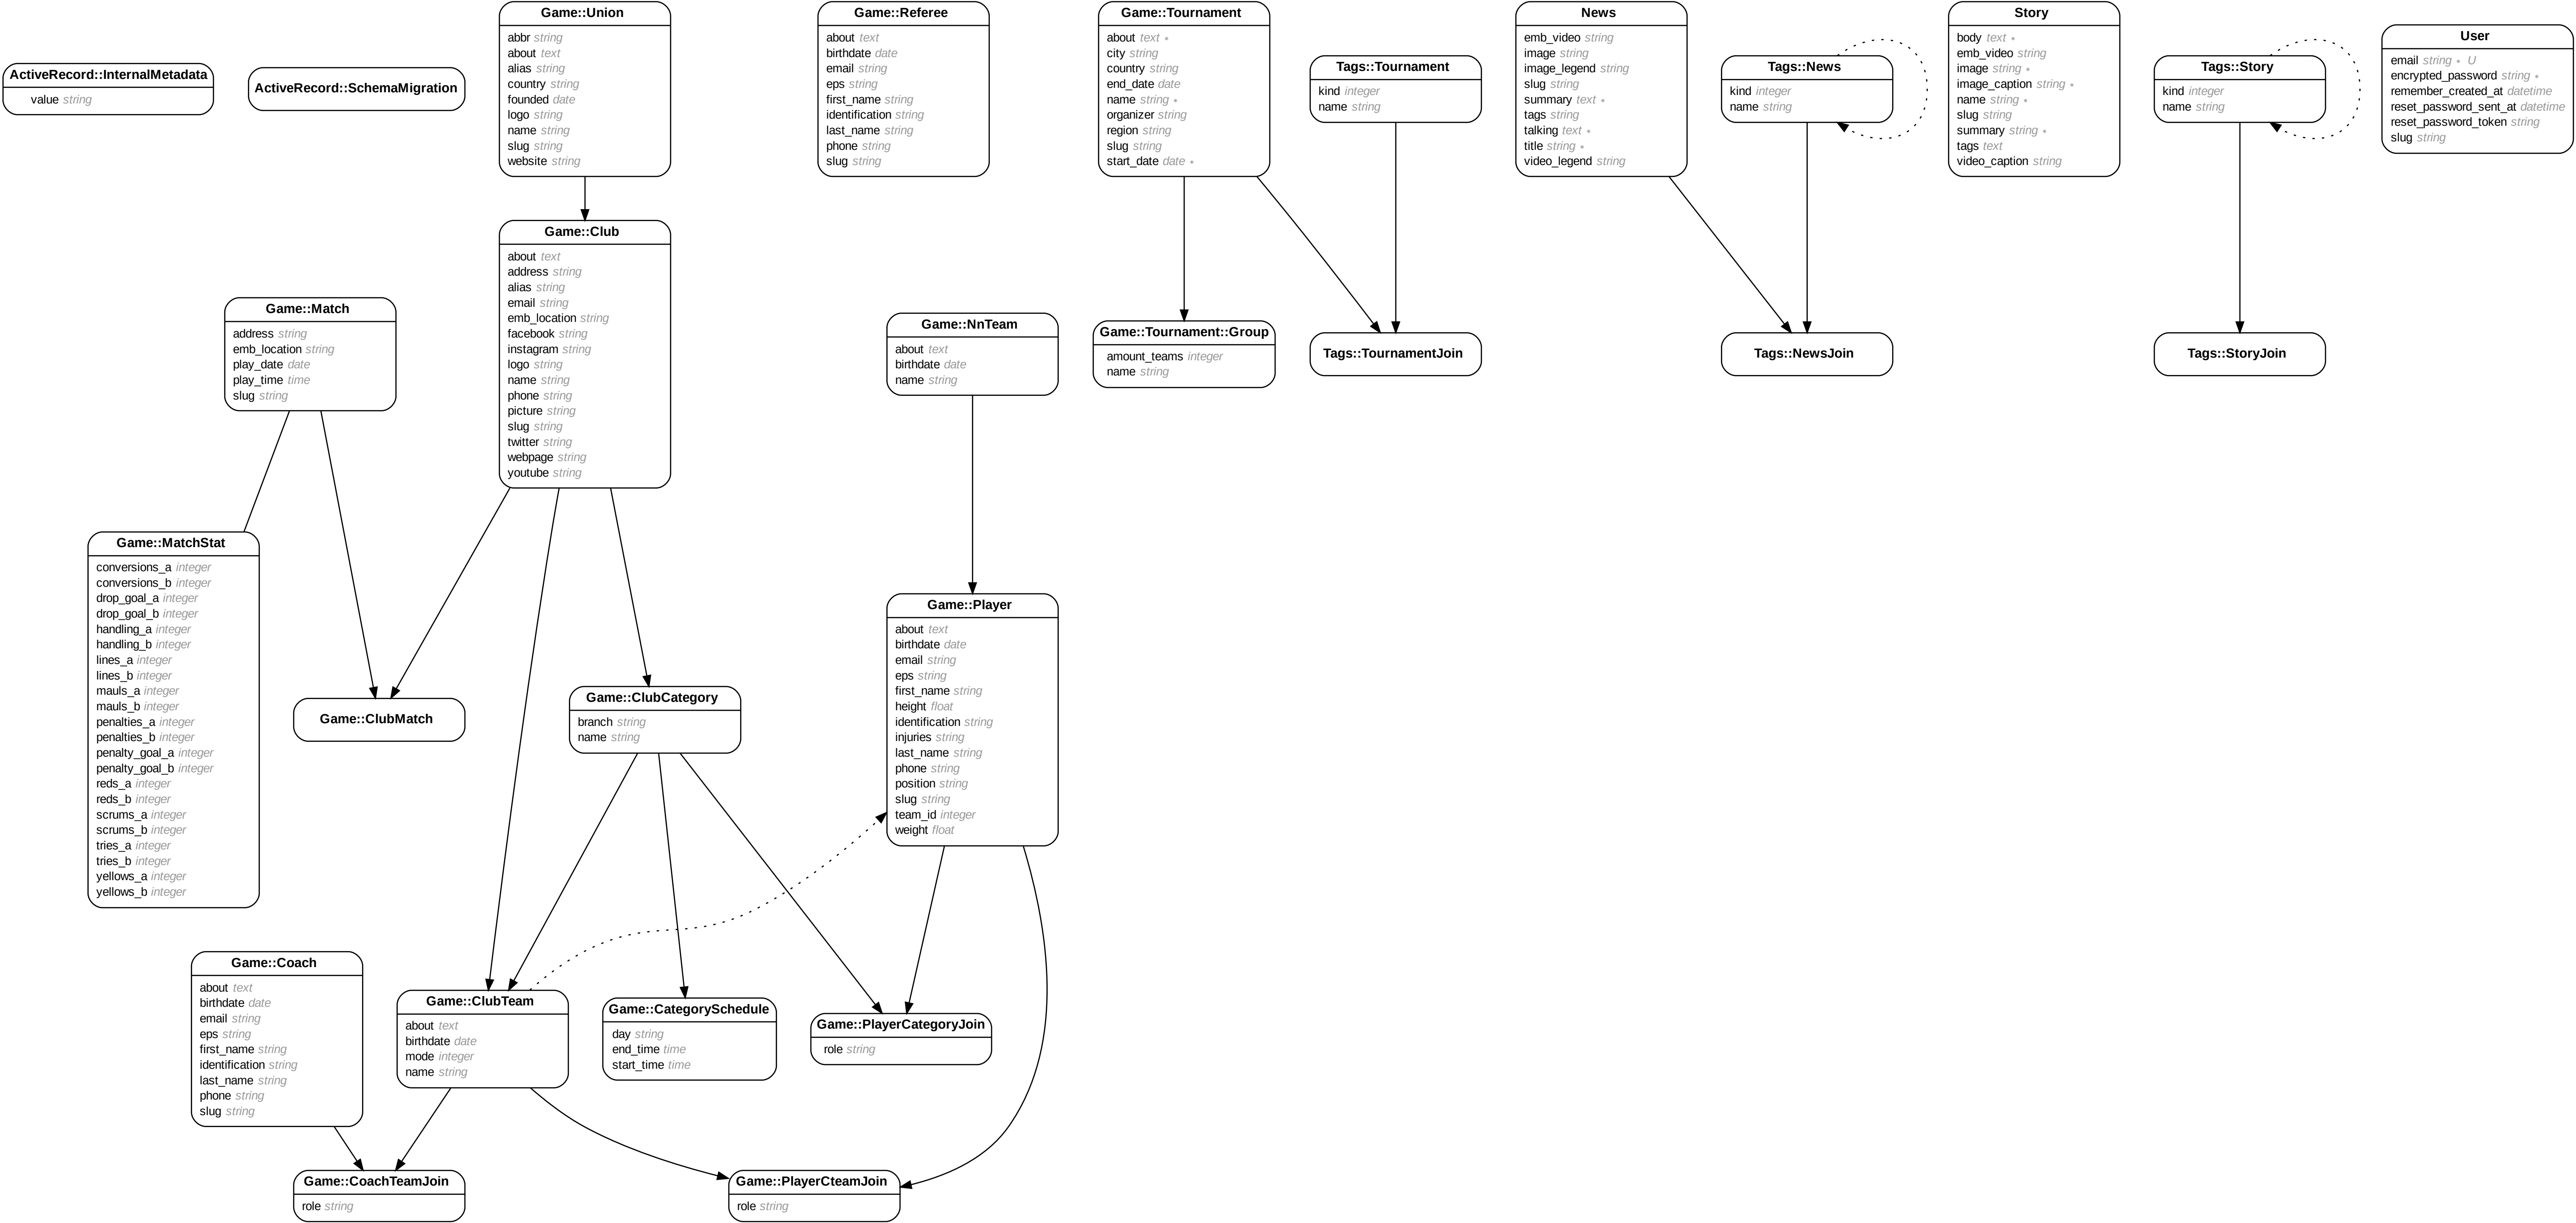 Game::Union
abbr string
about text
alias string
country string
founded date
logo string
name string
slug string
website string
Game::Referee
about text
birthdate date
email string
eps string
first_name string
identification string
last_name string
phone string
slug string
Game::Tournament
about text ∗
city string
country string
end_date date
name string ∗
organizer string
region string
slug string
start_date date ∗
News
emb_video string
image string
image_legend string
slug string
summary text ∗
tags string
talking text ∗
title string ∗
video_legend string
Story
body text ∗
emb_video string
image string ∗
image_caption string ∗
name string ∗
slug string
summary string ∗
tags text
video_caption string
User
email string ∗ U
encrypted_password string ∗
remember_created_at datetime
reset_password_sent_at datetime
reset_password_token string
slug string
ActiveRecord::InternalMetadata
value string
ActiveRecord::SchemaMigration
Tags::Tournament
kind integer
name string
Tags::News
kind integer
name string
Tags::Story
kind integer
name string
Game::Club
about text
address string
alias string
email string
emb_location string
facebook string
instagram string
logo string
name string
phone string
picture string
slug string
twitter string
webpage string
youtube string
Game::Match
address string
emb_location string
play_date date
play_time time
slug string
Game::NnTeam
about text
birthdate date
name string
Game::Tournament::Group
amount_teams integer
name string
Tags::TournamentJoin
Tags::NewsJoin
Tags::StoryJoin
Game::MatchStat
conversions_a integer
conversions_b integer
drop_goal_a integer
drop_goal_b integer
handling_a integer
handling_b integer
lines_a integer
lines_b integer
mauls_a integer
mauls_b integer
penalties_a integer
penalties_b integer
penalty_goal_a integer
penalty_goal_b integer
reds_a integer
reds_b integer
scrums_a integer
scrums_b integer
tries_a integer
tries_b integer
yellows_a integer
yellows_b integer
Game::ClubMatch
Game::ClubCategory
branch string
name string
Game::Player
about text
birthdate date
email string
eps string
first_name string
height float
identification string
injuries string
last_name string
phone string
position string
slug string
team_id integer
weight float
Game::Coach
about text
birthdate date
email string
eps string
first_name string
identification string
last_name string
phone string
slug string
Game::ClubTeam
about text
birthdate date
mode integer
name string
Game::CategorySchedule
day string
end_time time
start_time time
Game::PlayerCategoryJoin
role string
Game::CoachTeamJoin
role string
Game::PlayerCteamJoin
role string